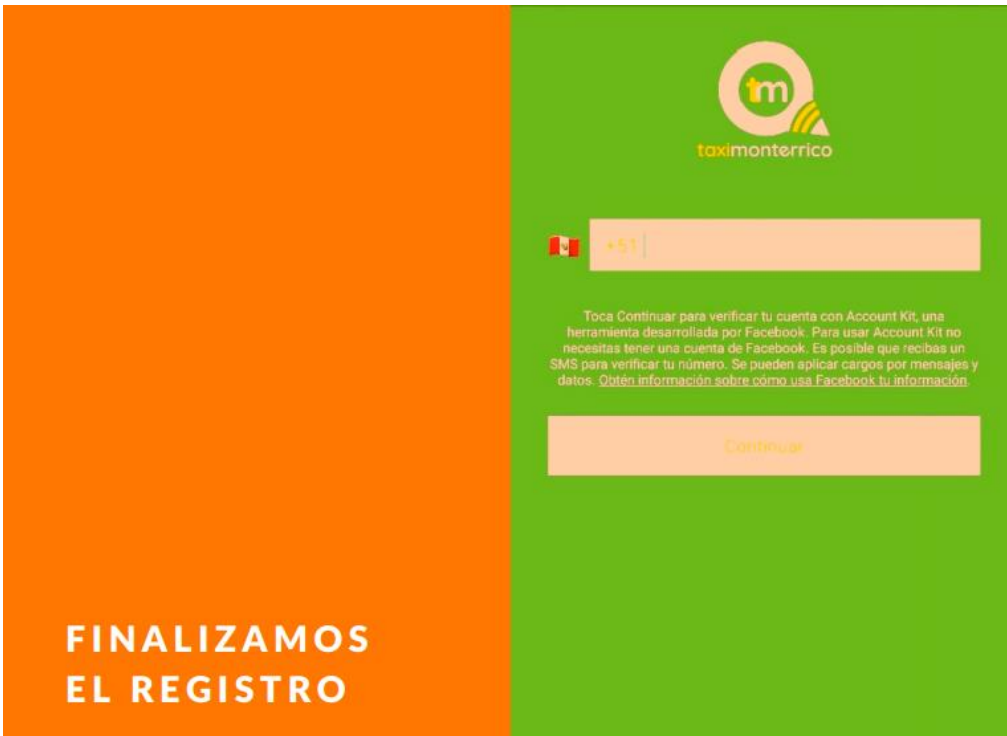 FINALIZAMOS
EL REGISTRO
tm
taximonterrico
+51
Toca Continuar para verificar tu cuenta con Account Kit, una
herramienta desarrollada por Facebook. Para usar Account Kit no
necesitas tener una cuenta de Facebook. Es posible que recibas un
SMS para verificar tu número. Se pueden aplicar cargos por mensajes y
datos. Obtén información sobre cómo usa Facebook tu información.
Continuar